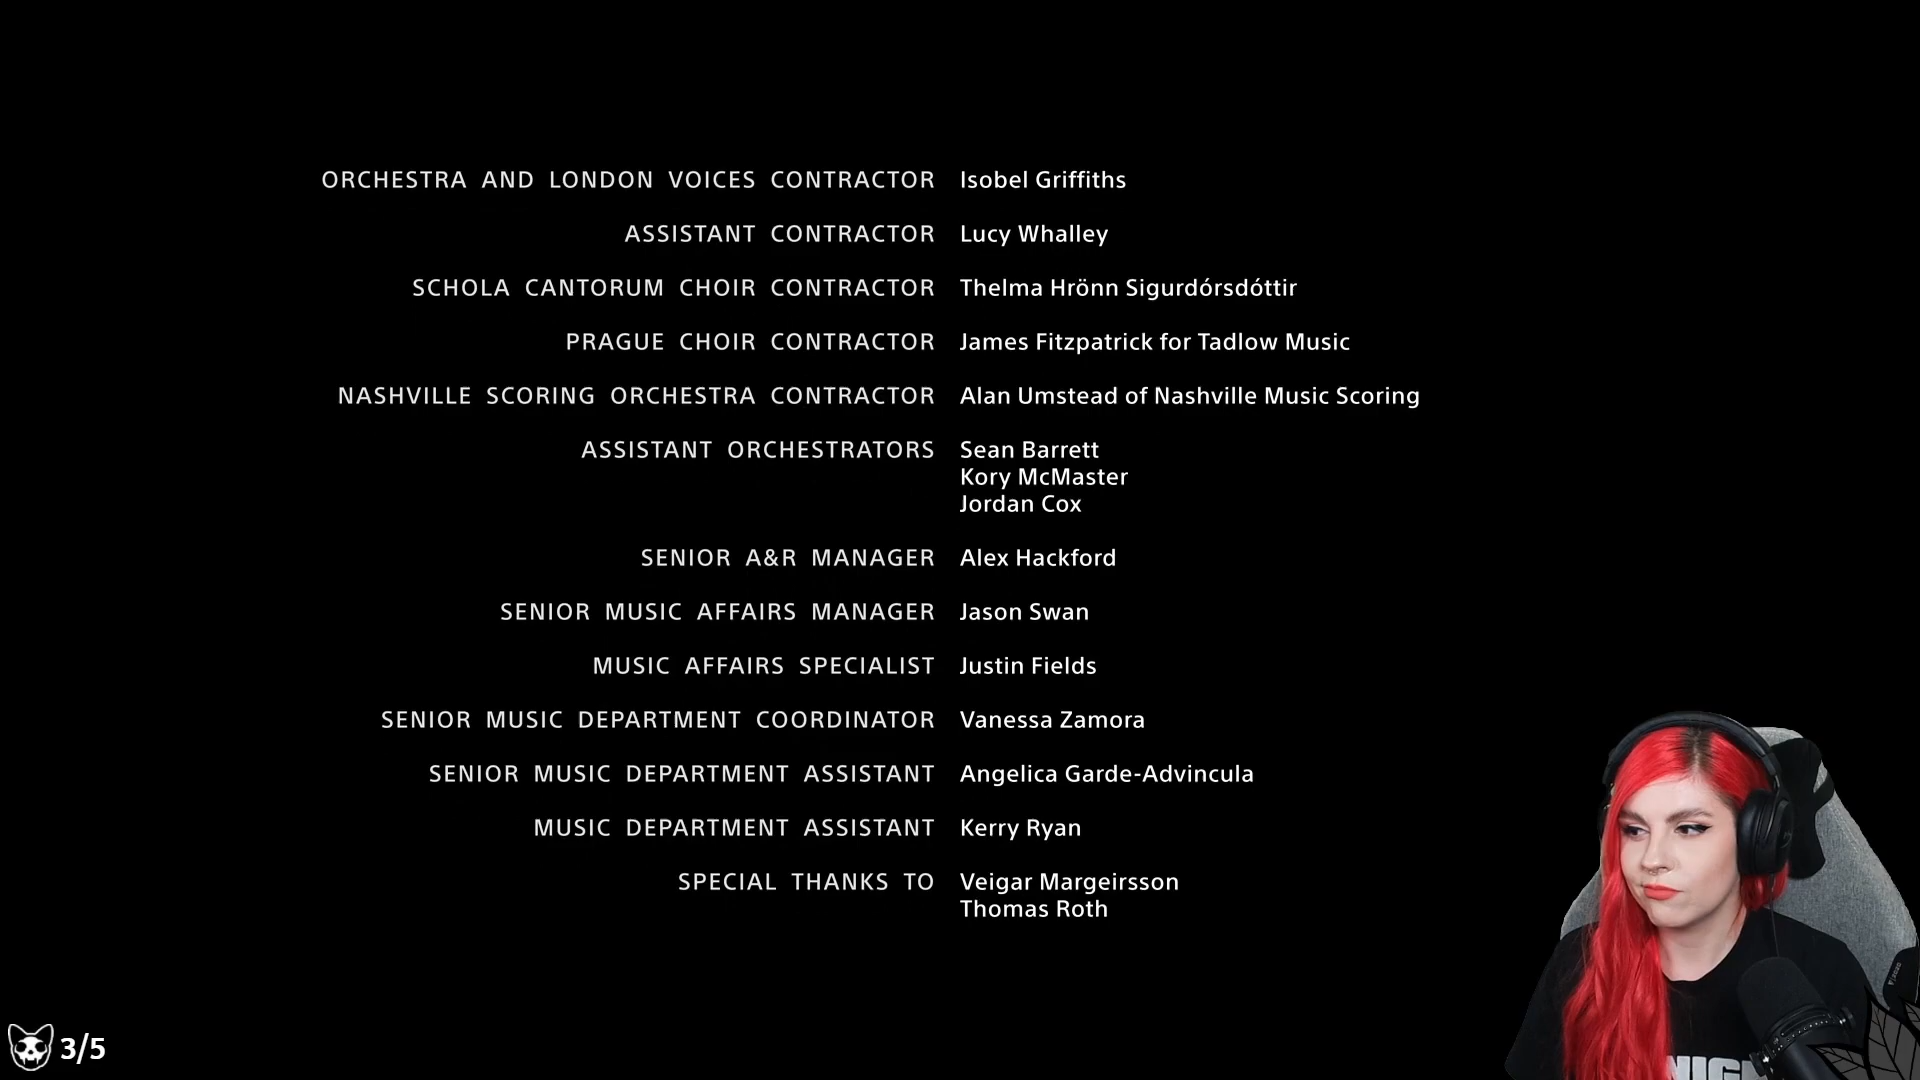 ORCHESTRA AND LONDON VOICES CONTRACTOR Isobel Griffiths
ASSISTANT CONTRACTOR Lucy Whalley
SCHOLA CANTORUM CHOIR CONTRACTOR Thelma Hrönn Sigurdórsdóttir
PRAGUE CHOIR CONTRACTOR James Fitzpatrick for Tadlow Music
NASHVILLE SCORING ORCHESTRA CONTRACTOR Alan Umstead of Nashville Music Scoring
ASSISTANT ORCHESTRATORS Sean Barrett
Kory McMaster
Jordan Cox
SENIOR A&R MANAGER Alex Hackford
SENIOR MUSIC AFFAIRS MANAGER Jason Swan
MUSIC AFFAIRS SPECIALIST Justin Fields
SENIOR MUSIC DEPARTMENT COORDINATOR Vanessa Zamora
SENIOR MUSIC DEPARTMENT ASSISTANT Angelica Garde-Advincula
MUSIC DEPARTMENT ASSISTANT Kerry Ryan
SPECIAL THANKS TO Veigar Margeirsson
Thomas Roth
3/5